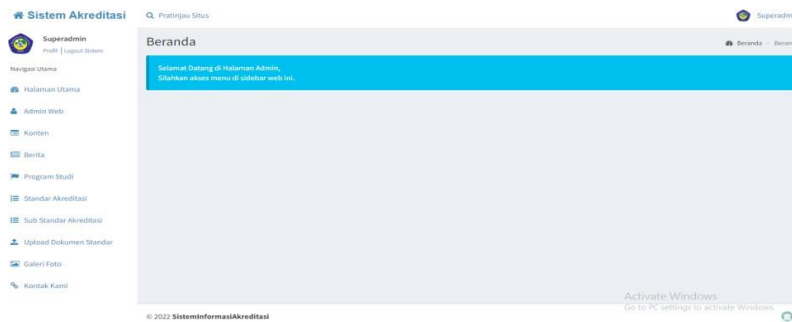 Sistem Akreditasi
Pratinjau Situs
Superadmin
Superadmin
Profil | Logout Sistem
Navigasi Utama
Halaman Utama
Admin Web
Konten
Berita
Program Studi
Standar Akreditasi
Sub Standar Akreditasi
Upload Dokumen Standar
Galeri Foto
Kontak Kami
Beranda
Beranda
Selamat Datang di Halaman Admin,
Silahkan akses menu di sidebar web ini.
Activate Windows
Go to PC settings to activate Windows.
© 2022 SistemInformasiAkreditasi